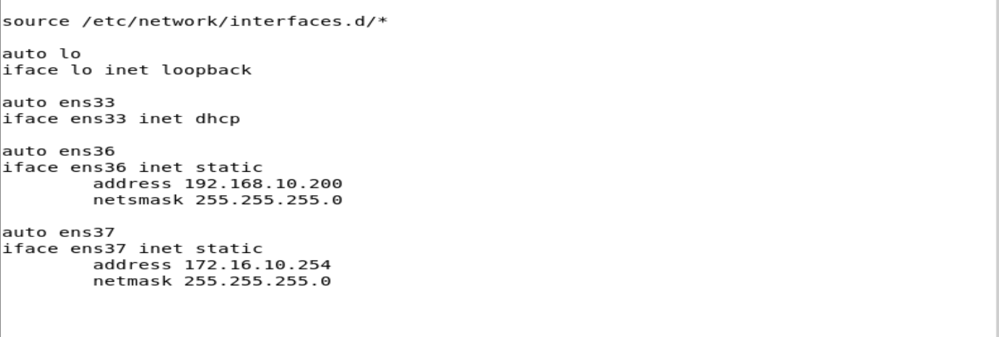 source /etc/network/interfaces.d/*
auto lo
iface lo inet loopback
auto ens33
iface ens33 inet dhcp
auto ens36
iface ens36 inet static
address 192.168.10.200
netsmask 255.255.255.0
auto ens37
iface ens37 inet static
address 172.16.10.254
netmask 255.255.255.0